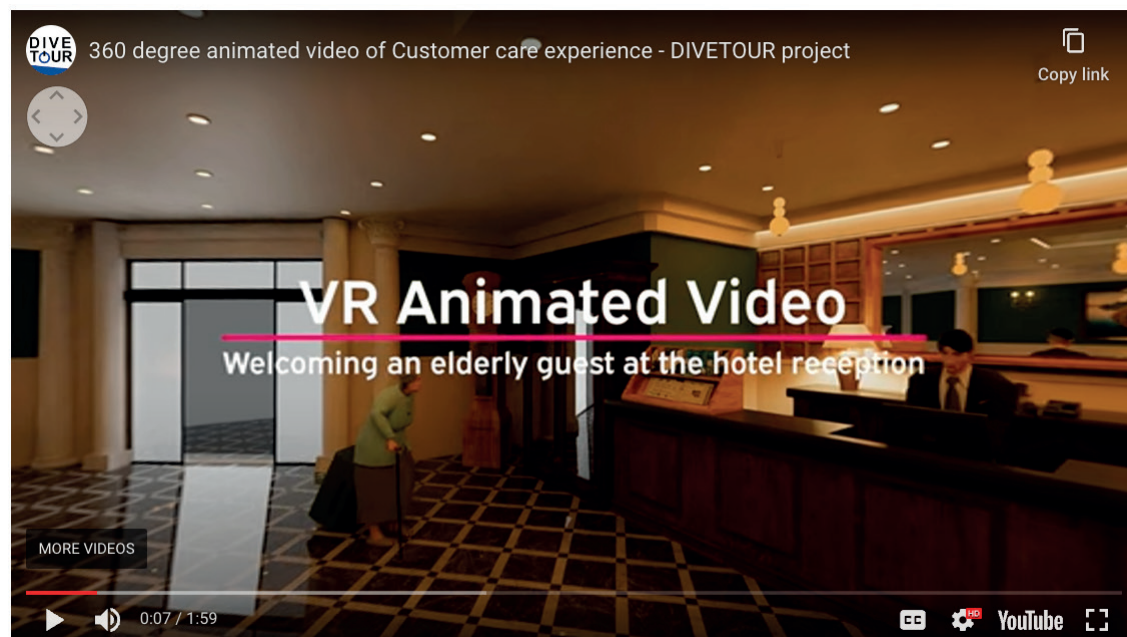 DIVE
TOUR
360 degree animated video of Customer care experience - DIVETOUR project
Copy link
VR Animated Video
Welcoming an elderly guest at the hotel reception
MORE VIDEOS
0:07 / 1:59
CC
HD
YouTube